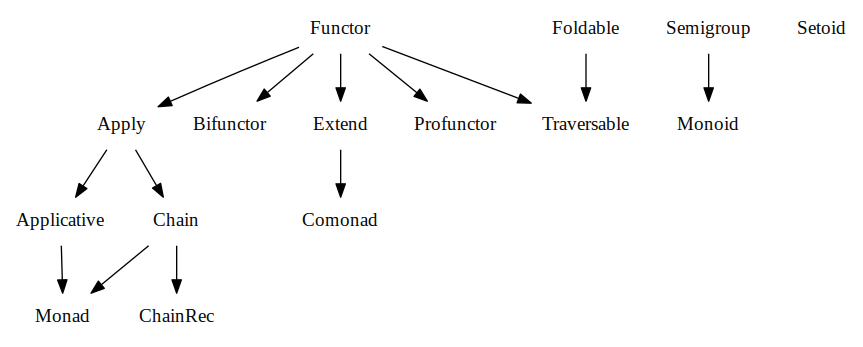 Functor Foldable Semigroup Setoid
Apply Bifunctor Extend Profunctor Traversable Monoid
Applicative Chain Comonad
Monad ChainRec